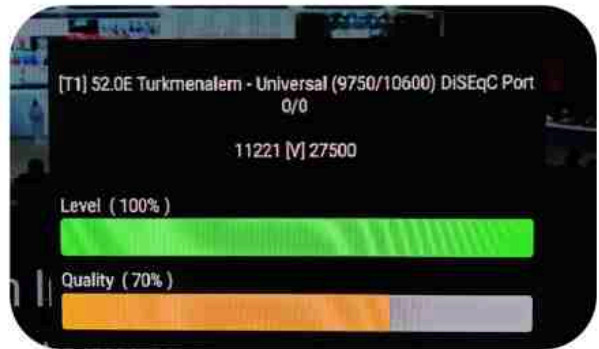 [T1] 52.0E Turkmenalem - Universal (9750/10600) DiSEqC Port
0/0
11221 [V] 27500
Level ( 100% )
Quality ( 70% )